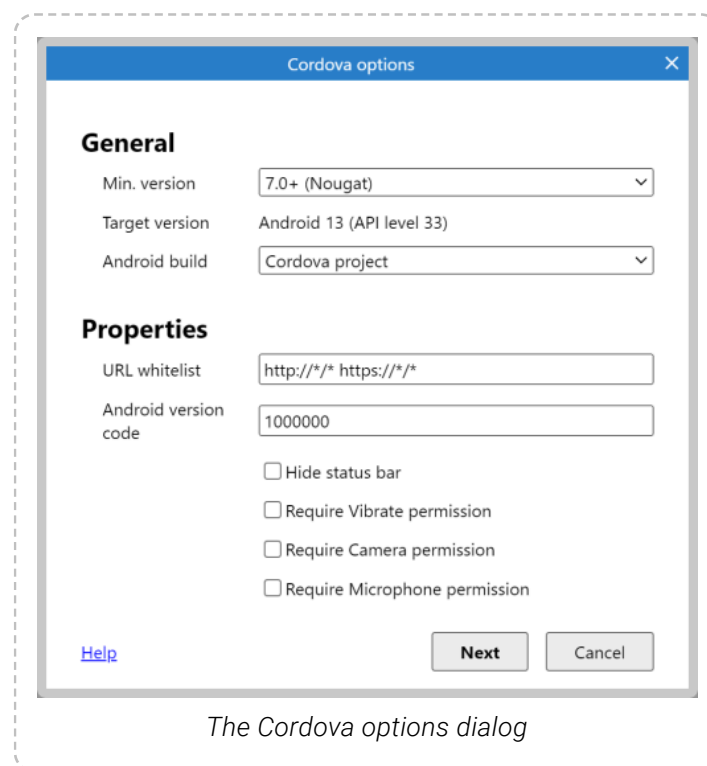 Cordova options
General
Min. version 7.0+ (Nougat)
Target version Android 13 (API level 33)
Android build Cordova project
Properties
URL whitelist http://*/* https://*/*
Android version
code 1000000
Hide status bar
Require Vibrate permission
Require Camera permission
Require Microphone permission
Help Next Cancel
The Cordova options dialog